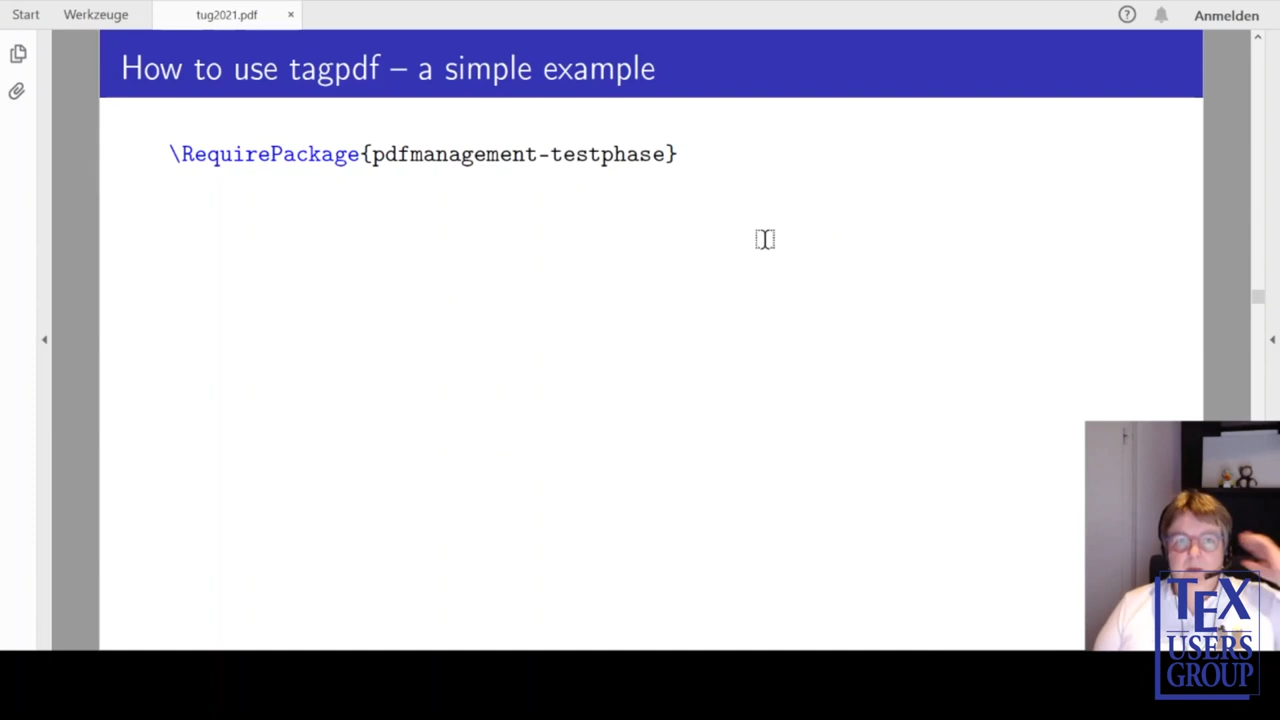 Start Werkzeuge tug2021.pdf × Anmelden
How to use tagpdf – a simple example
\RequirePackage{pdfmanagement-testphase}
TEX
USERS
GROUP